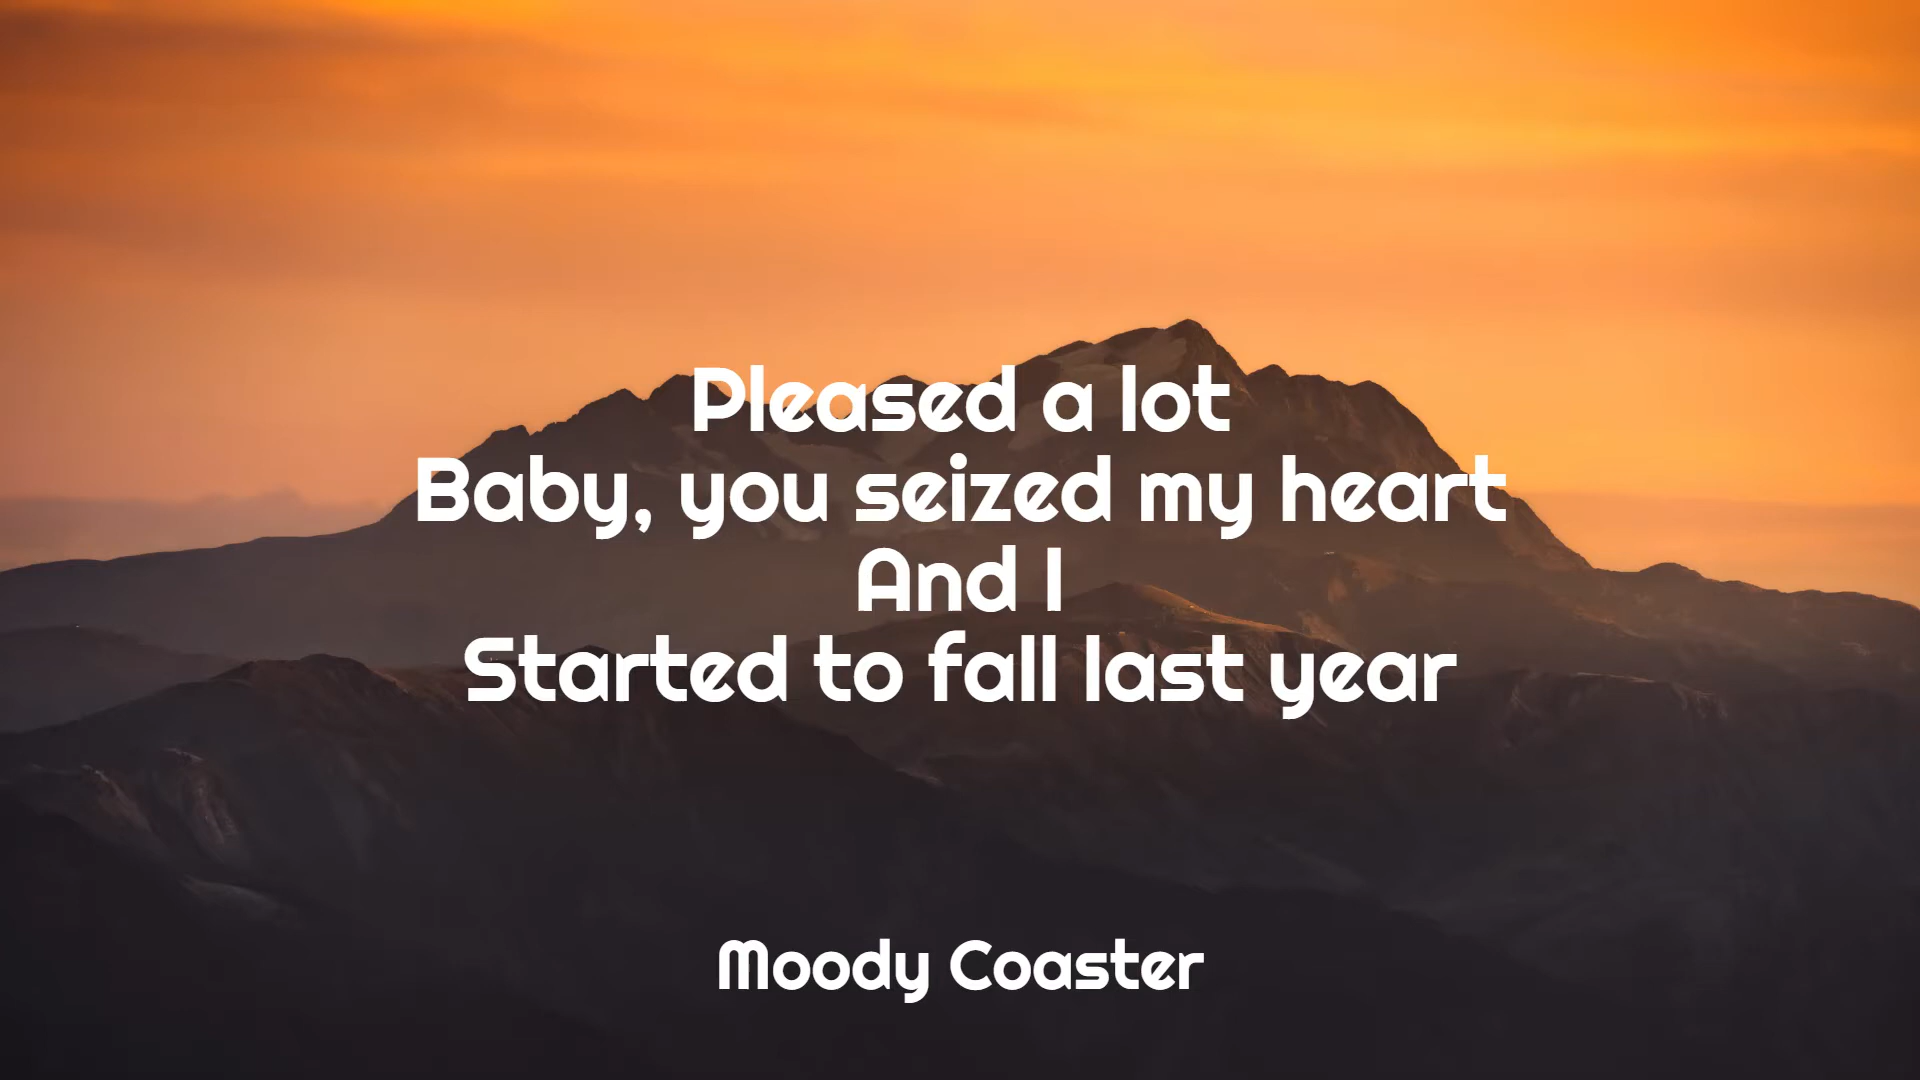 Pleased a lot
Baby, you seized my heart
And I
Started to fall last year
Moody Coaster